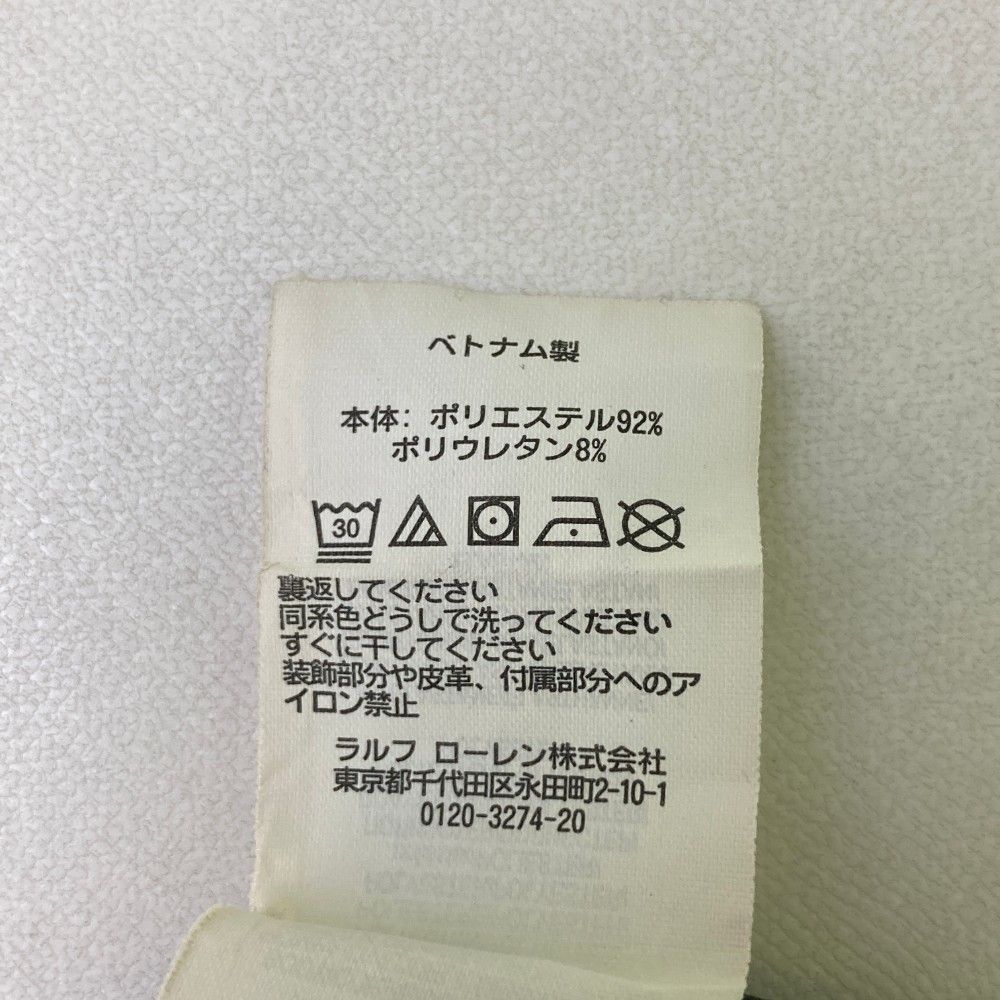 ベトナム製
本体: ポリエステル92%
ポリウレタン8%
30
裏返してください
同系色どうしで洗ってください
すぐに干してください
装飾部分や皮革、付属部分へのア
イロン禁止
ラルフ ローレン株式会社
東京都千代田区永田町2-10-1
0120-3274-20